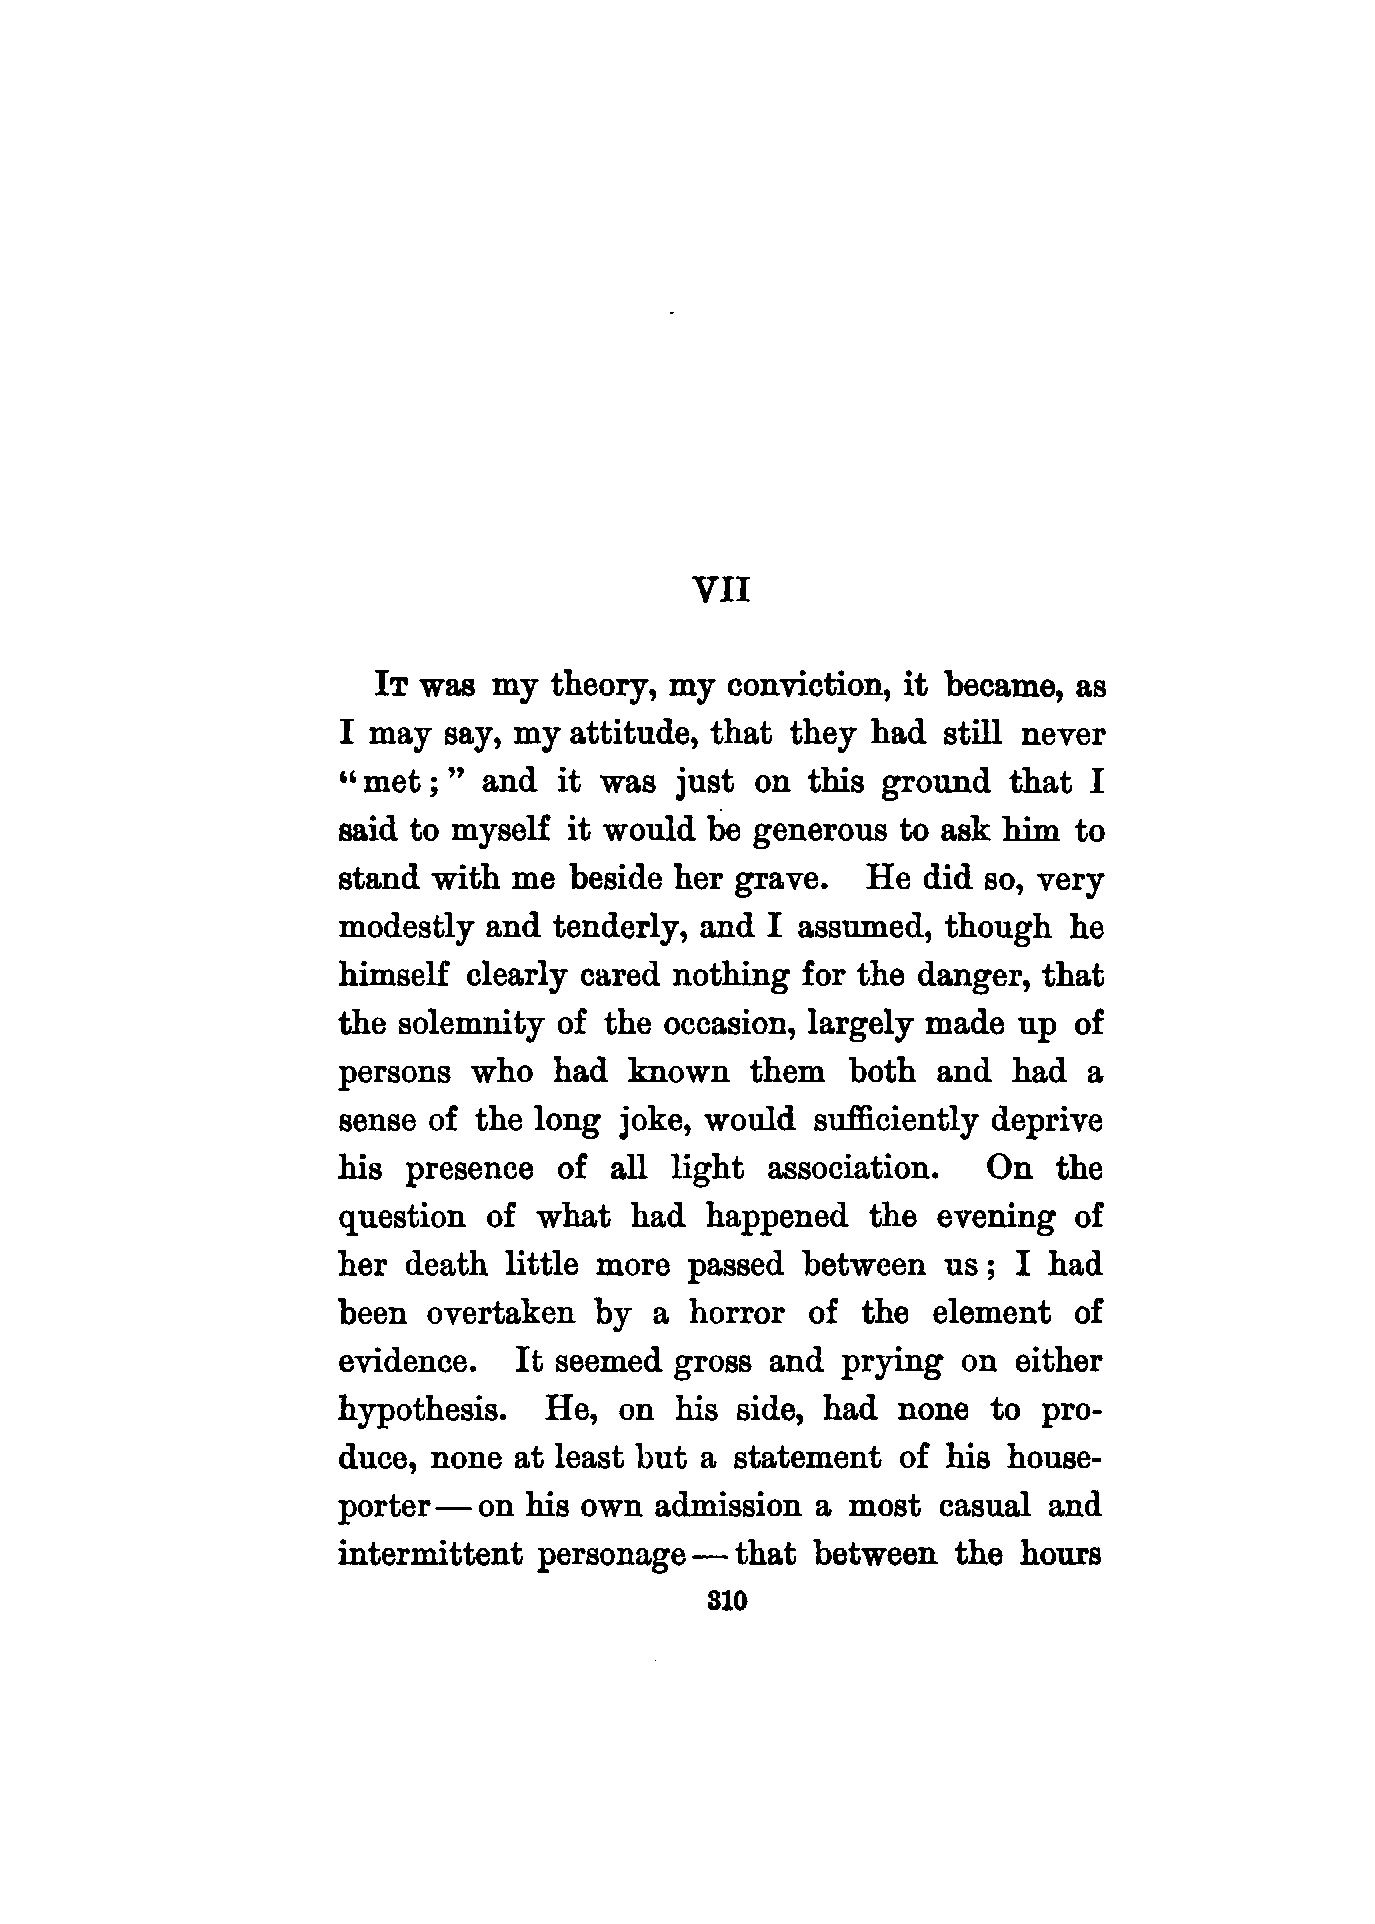 VII
IT was my theory, my conviction, it became, as
I may say, my attitude, that they had still never
“met;” and it was just on this ground that I
said to myself it would be generous to ask him to
stand with me beside her grave. He did so, very
modestly and tenderly, and I assumed, though he
himself clearly cared nothing for the danger, that
the solemnity of the occasion, largely made up of
persons who had known them both and had a
sense of the long joke, would sufficiently deprive
his presence of all light association. On the
question of what had happened the evening of
her death little more passed between us; I had
been overtaken by a horror of the element of
evidence. It seemed gross and prying on either
hypothesis. He, on his side, had none to pro-
duce, none at least but a statement of his house-
porter—on his own admission a most casual and
intermittent personage—that between the hours
310